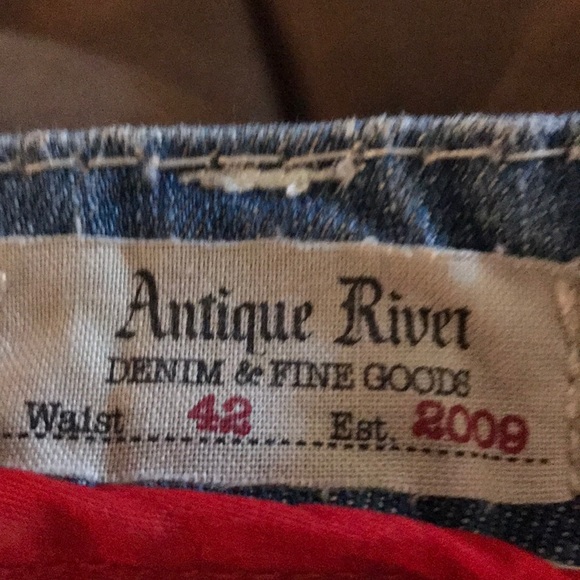 Antique Rivet
DENIM & FINE GOODS
Waist 42 Est. 2009